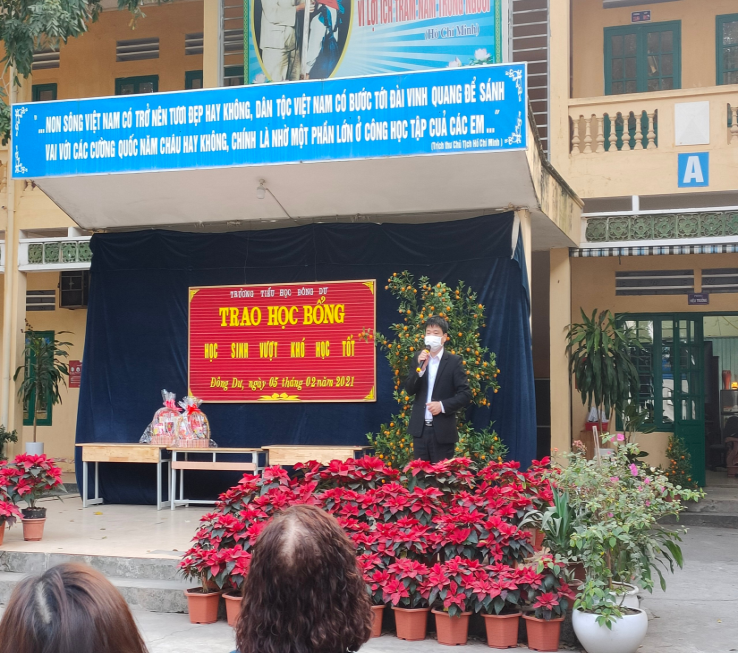 VÌ LỢI ÍCH TRĂM NĂM TRỒNG NGƯỜI
(Hồ Chí Minh)
"...NON SÔNG VIỆT NAM CÓ TRỞ NÊN TƯƠI ĐẸP HAY KHÔNG, DÂN TỘC VIỆT NAM CÓ BƯỚC TỚI ĐÀI VINH QUANG ĐỂ SÁNH
VAI VỚI CÁC CƯỜNG QUỐC NĂM CHÂU HAY KHÔNG, CHÍNH LÀ NHỜ MỘT PHẦN LỚN Ở CÔNG HỌC TẬP CUẢ CÁC EM..."
(Trích thư Chủ Tịch Hồ Chí Minh)
A
TRƯỜNG TIỂU HỌC ĐÔNG DƯ
TRAO HỌC BỔNG
HỌC SINH VƯỢT KHÓ HỌC TỐT
Đông Dư, ngày 05 tháng 02 năm 2021